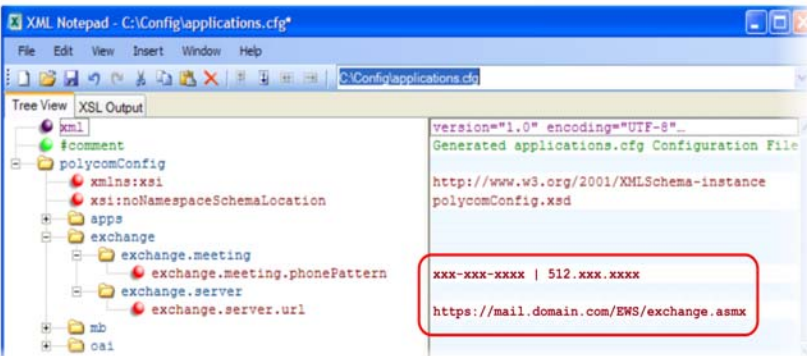 XML Notepad - C:\Config\applications.cfg*
File Edit View Insert Window Help
C:\Config\applications.cfg
Tree View XSL Output
xml version="1.0" encoding="UTF-8"…
#comment Generated applications.cfg Configuration File
polycomConfig
xmlns:xsi http://www.w3.org/2001/XMLSchema-instance
xsi:noNamespaceSchemaLocation polycomConfig.xsd
apps
exchange
exchange.meeting
exchange.meeting.phonePattern xxx-xxx-xxxx | 512.xxx.xxxx
exchange.server
exchange.server.url https://mail.domain.com/EWS/exchange.asmx
mb
oai